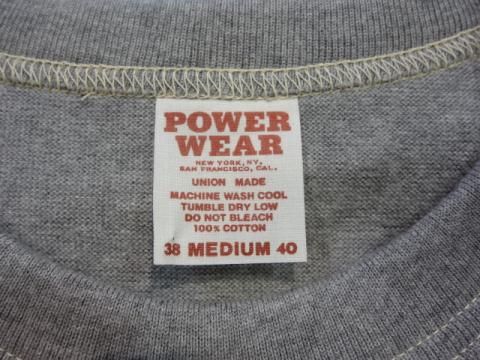 POWER
WEAR
NEW YORK, NY,
SAN FRANCISCO, CAL.
UNION MADE
MACHINE WASH COOL
TUMBLE DRY LOW
DO NOT BLEACH
100% COTTON
38 MEDIUM 40